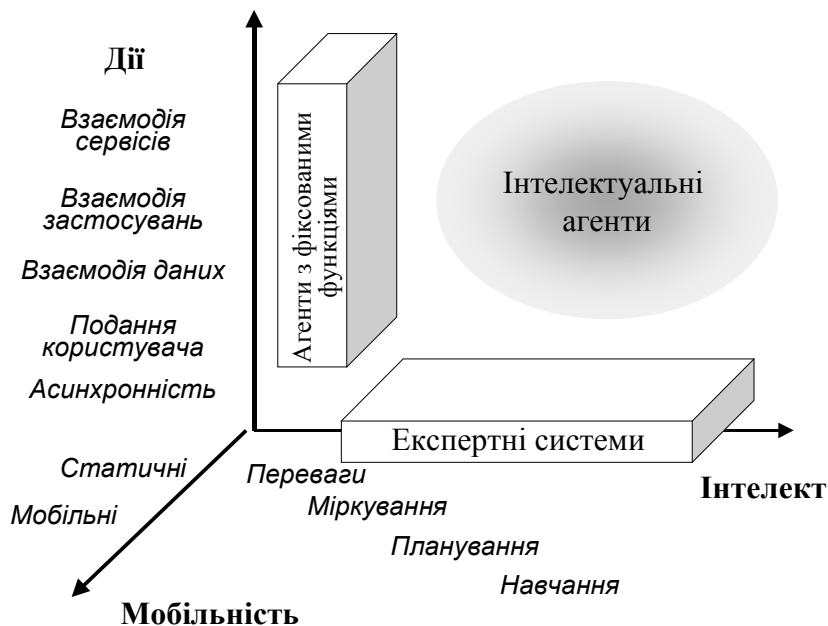 Дії
Взаємодія
сервісів
Взаємодія
застосувань
Взаємодія даних
Подання
користувача
Асинхронність
Агенти з фіксованими
функціями
Інтелектуальні
агенти
Експертні системи
Статичні
Мобільні
Мобільність
Переваги
Міркування
Планування
Навчання
Інтелект